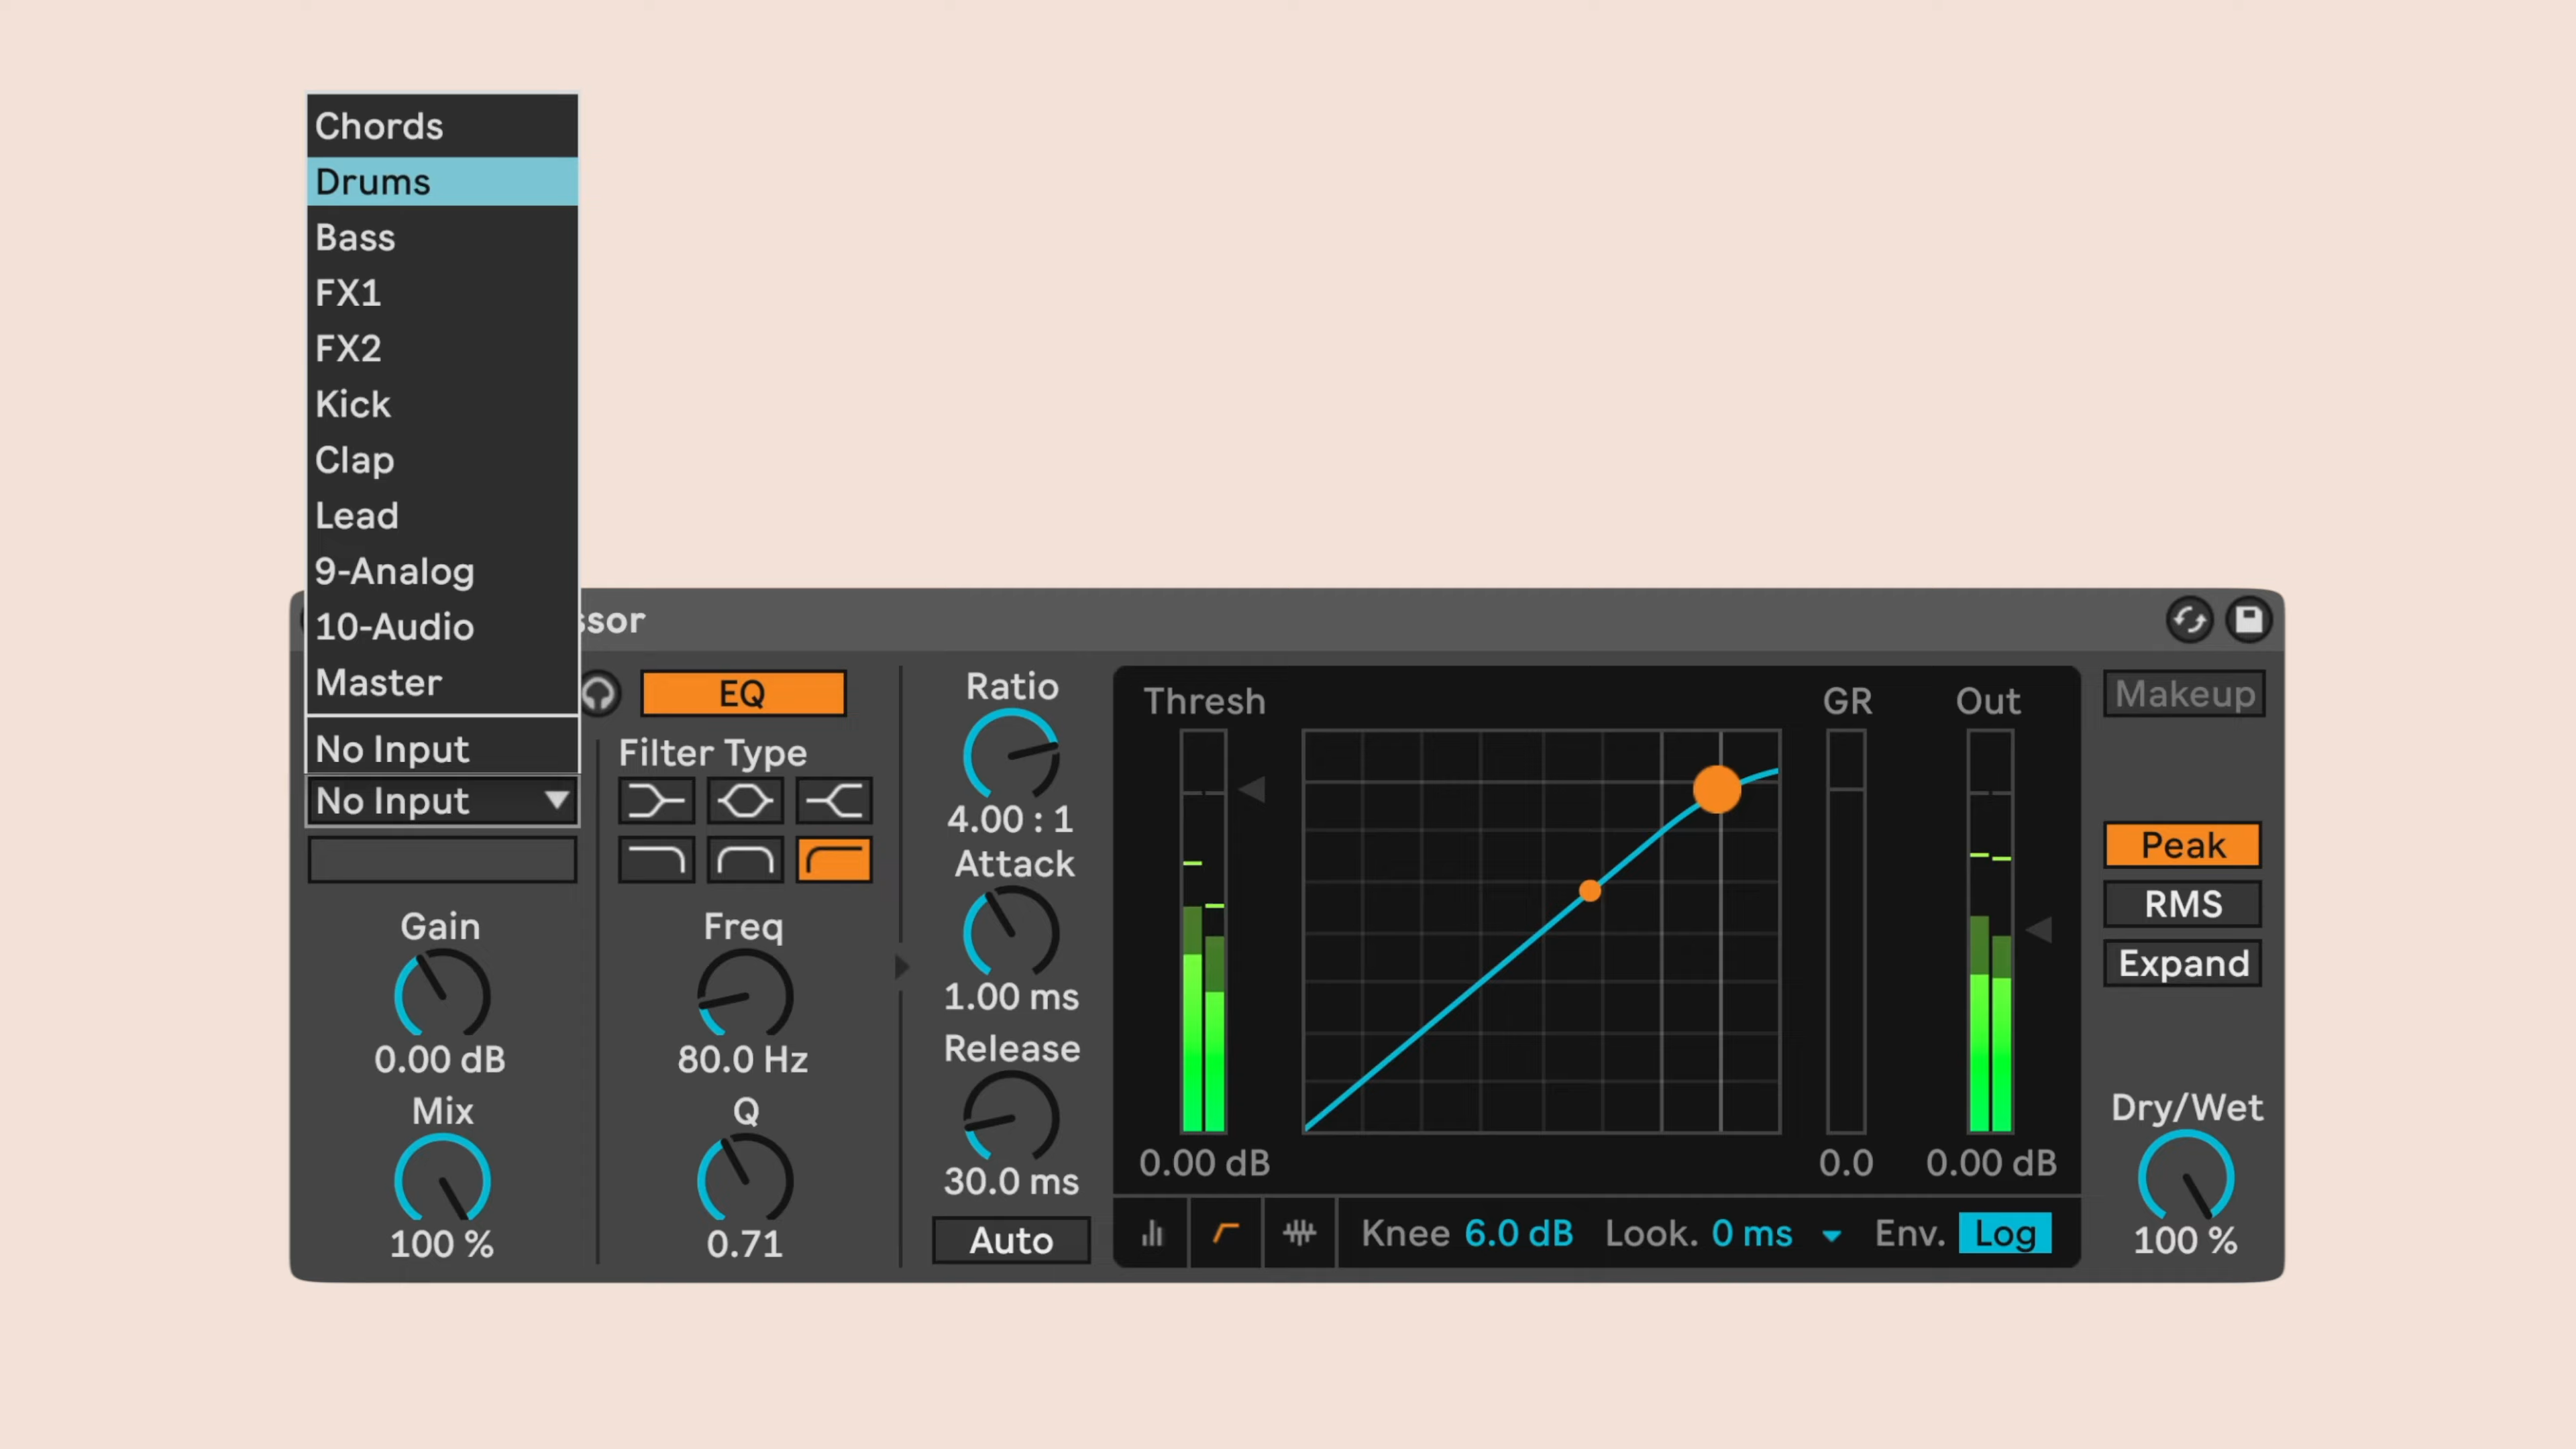 Chords
Drums
Bass
FX1
FX2
Kick
Clap
Lead
9-Analog
10-Audio
Master
No Input
No Input
Gain
0.00 dB
Mix
100 %
ssor
EQ
Filter Type
Freq
80.0 Hz
Q
0.71
Ratio
4.00 : 1
Attack
1.00 ms
Release
30.0 ms
Auto
Thresh
0.00 dB
GR
0.0
Out
0.00 dB
Knee 6.0 dB
Look. 0 ms
Env. Log
Makeup
Peak
RMS
Expand
Dry/Wet
100 %